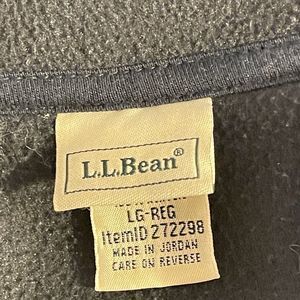 L.L.Bean®
LG-REG
ItemID 272298
MADE IN JORDAN
CARE ON REVERSE